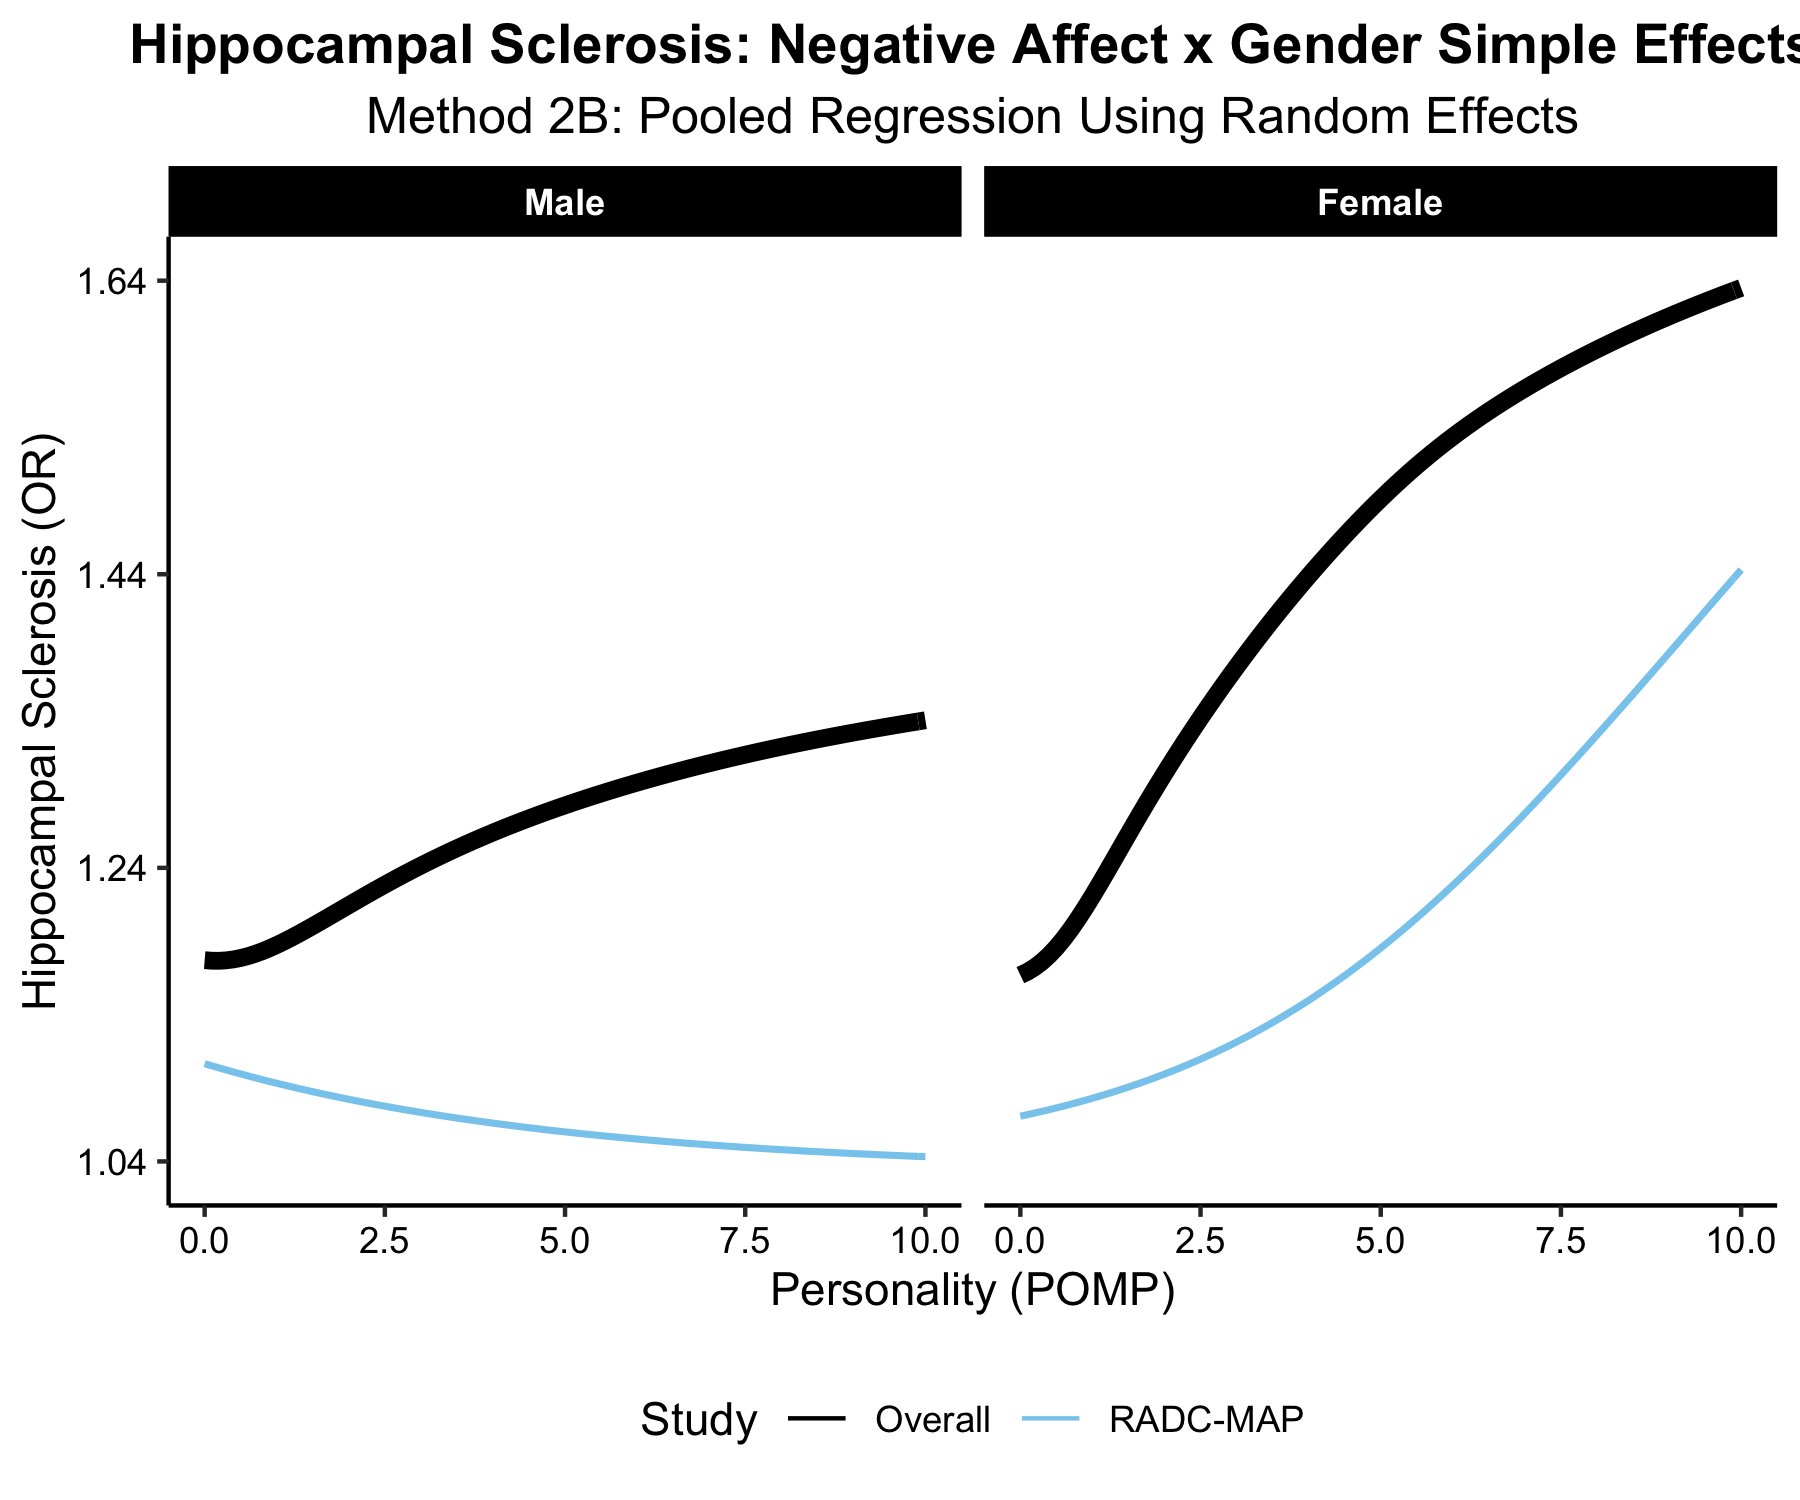 Hippocampal Sclerosis: Negative Affect x Gender Simple Effects
Method 2B: Pooled Regression Using Random Effects
Male
Female
Hippocampal Sclerosis (OR)
1.64
1.44
1.24
1.04
0.0 2.5 5.0 7.5 10.0
0.0 2.5 5.0 7.5 10.0
Personality (POMP)
Study Overall RADC-MAP